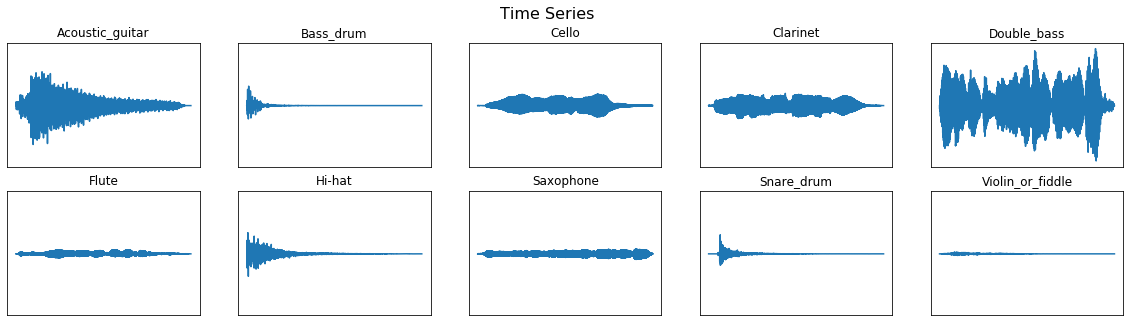 Time Series
Acoustic_guitar
Bass_drum
Cello
Clarinet
Double_bass
Flute
Hi-hat
Saxophone
Snare_drum
Violin_or_fiddle